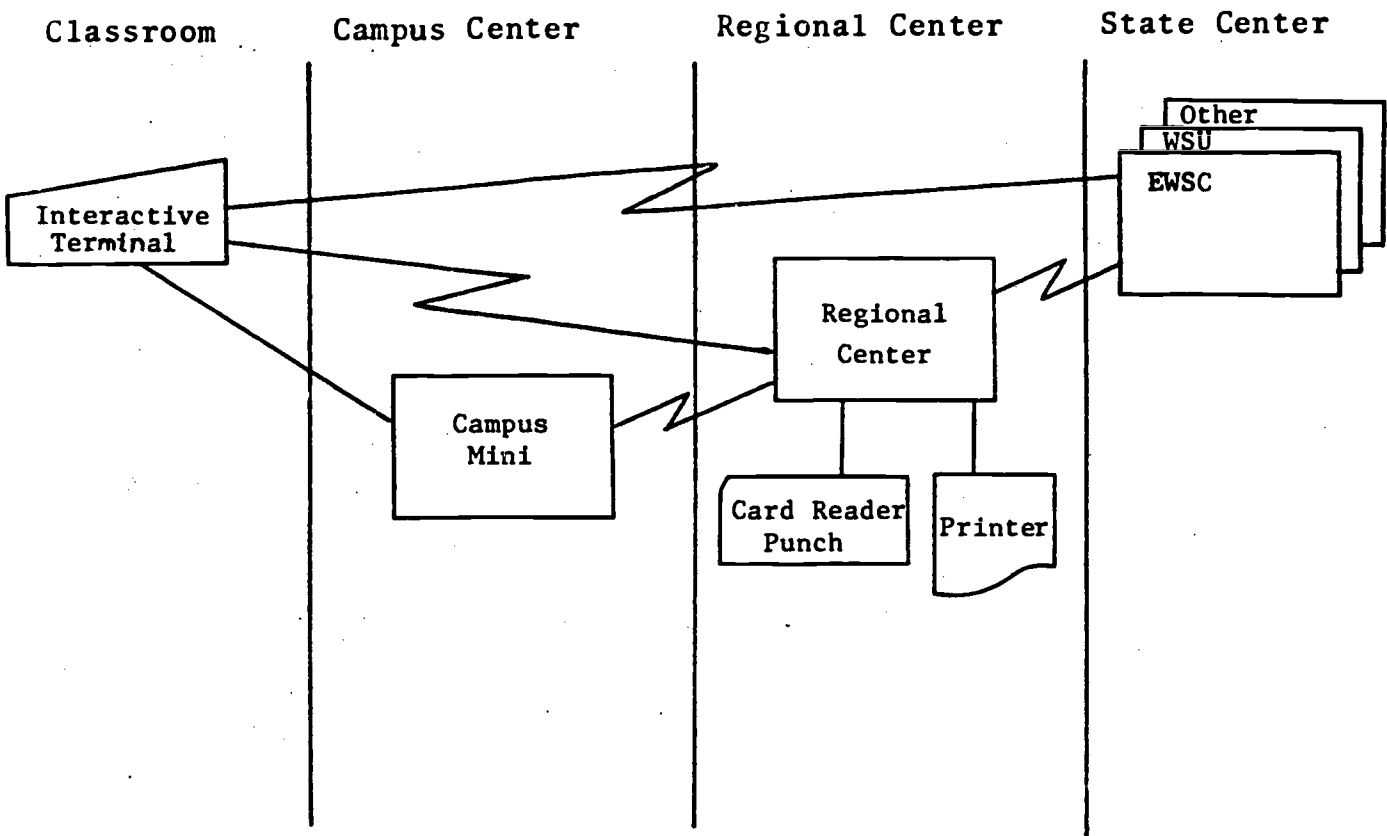 Classroom
Campus Center
Regional Center
State Center
Other
WSU
EWSC
Interactive
Terminal
Regional
Center
Campus
Mini
Card Reader
Punch
Printer